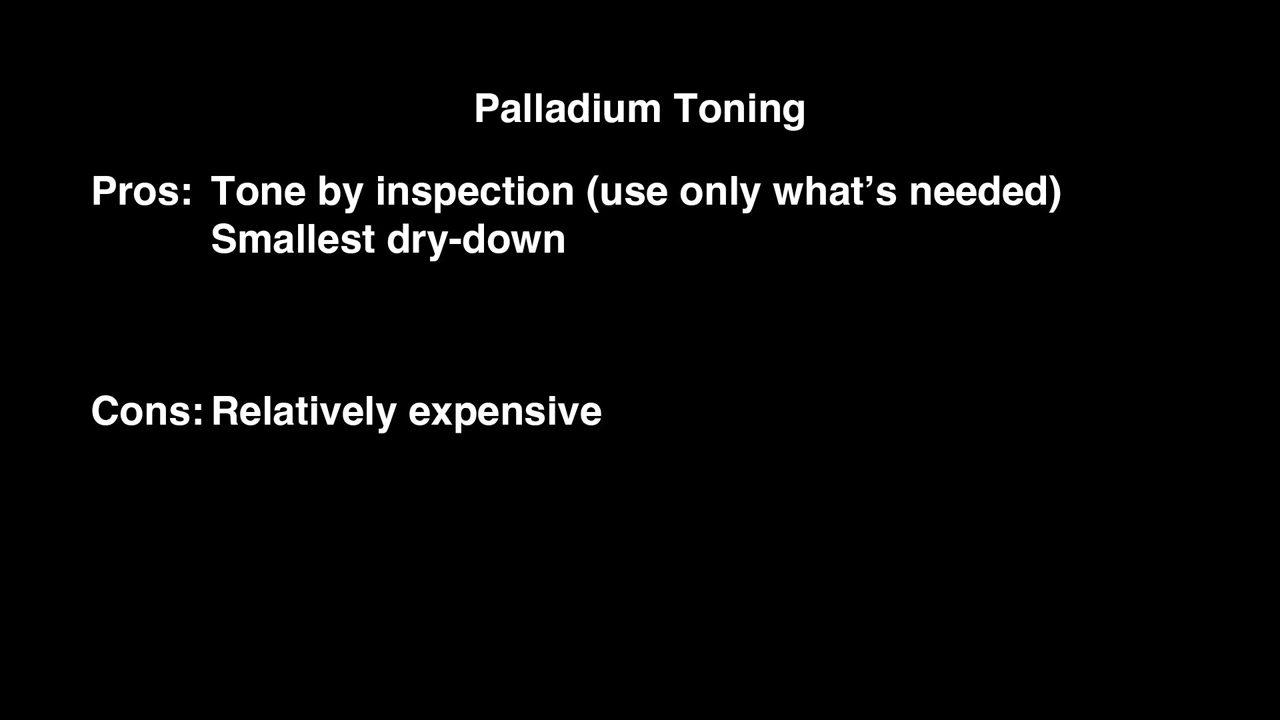 Palladium Toning
Pros: Tone by inspection (use only what’s needed)
Smallest dry-down
Cons: Relatively expensive